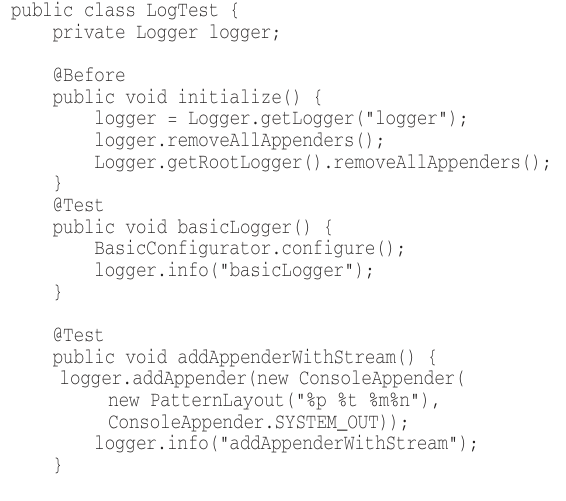 public class LogTest {
    private Logger logger;

    @Before
    public void initialize() {
        logger = Logger.getLogger("logger");
        logger.removeAllAppenders();
        Logger.getRootLogger().removeAllAppenders();
    }
    @Test
    public void basicLogger() {
        BasicConfigurator.configure();
        logger.info("basicLogger");
    }

    @Test
    public void addAppenderWithStream() {
     logger.addAppender(new ConsoleAppender(
         new PatternLayout("%p %t %m%n"),
         ConsoleAppender.SYSTEM_OUT));
        logger.info("addAppenderWithStream");
    }